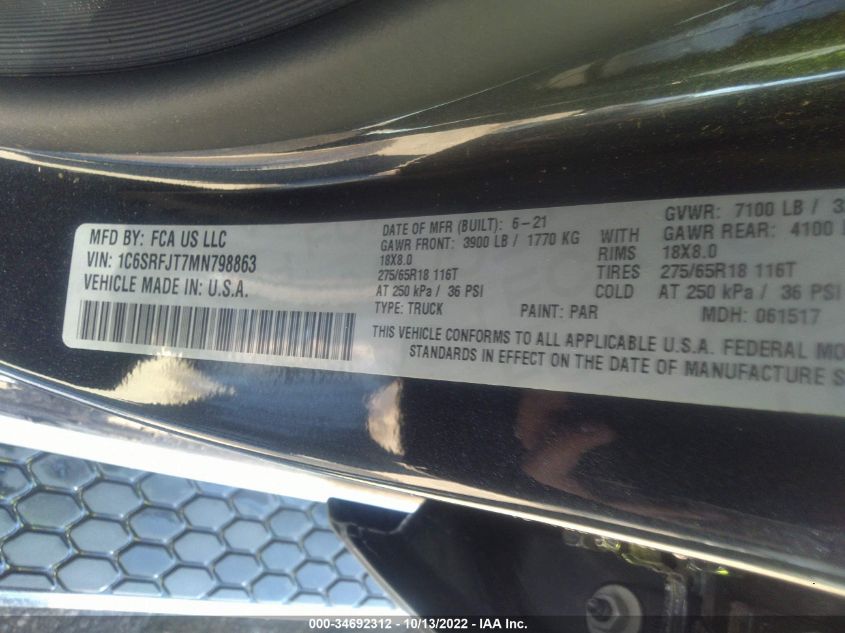 MFD BY: FCA US LLC
VIN: 1C6SRFJT7MN798863
VEHICLE MADE IN: U.S.A.
DATE OF MFR (BUILT): 6-21
GAWR FRONT: 3900 LB / 1770 KG
18X8.0
275/65R18 116T
AT 250 kPa / 36 PSI
TYPE: TRUCK
WITH
RIMS
TIRES
COLD
GVWR: 7100 LB /
GAWR REAR: 4100
18X8.0
275/65R18 116T
AT 250 kPa / 36 PSI
PAINT: PAR
MDH: 061517
THIS VEHICLE CONFORMS TO ALL APPLICABLE U.S.A. FEDERAL MO
STANDARDS IN EFFECT ON THE DATE OF MANUFACTURE S
000-34692312 - 10/13/2022 - IAA Inc.